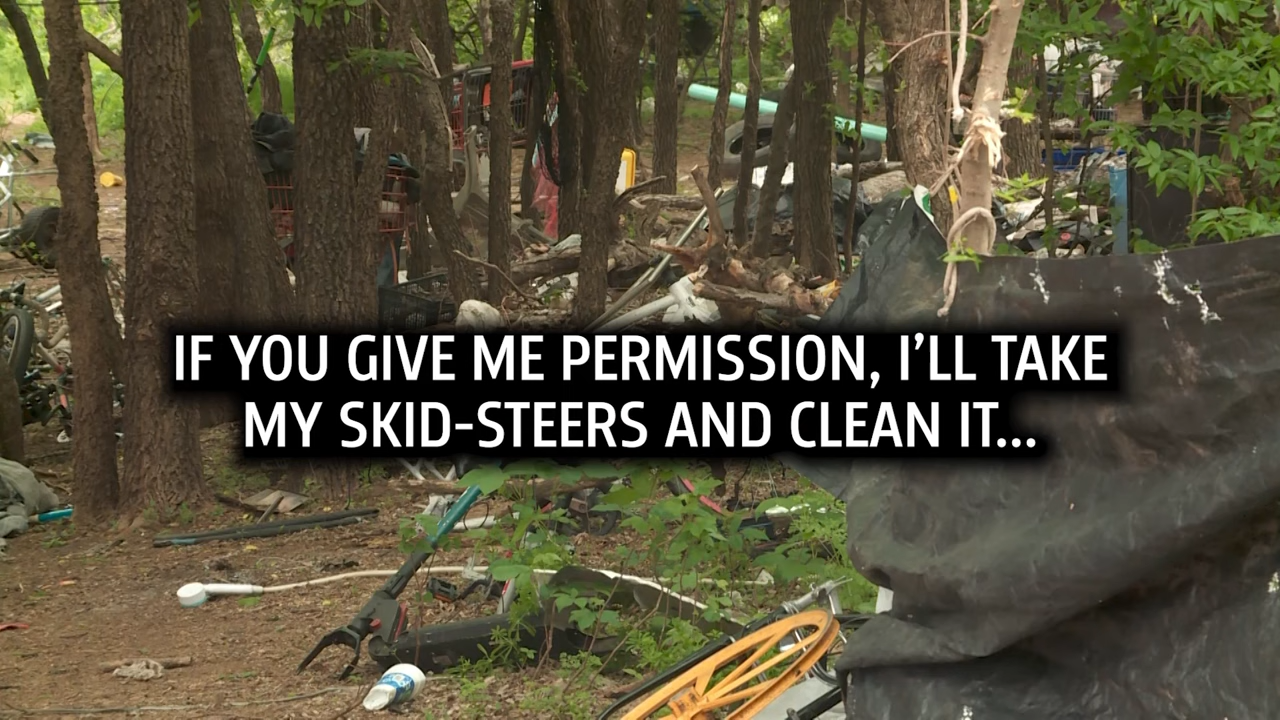 IF YOU GIVE ME PERMISSION, I’LL TAKE
MY SKID-STEERS AND CLEAN IT...